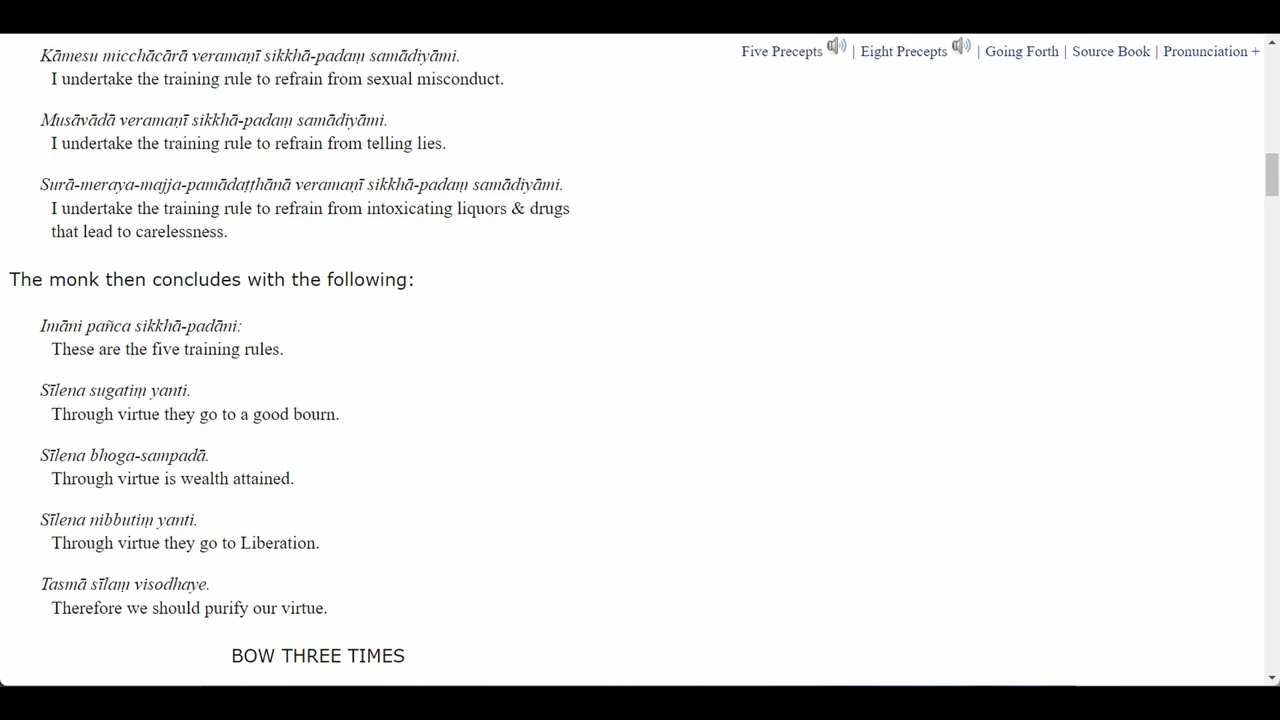 Five Precepts | Eight Precepts | Going Forth | Source Book | Pronunciation +
Kāmesu micchācārā veramaṇī sikkhā-padaṃ samādiyāmi.
I undertake the training rule to refrain from sexual misconduct.
Musāvādā veramaṇī sikkhā-padaṃ samādiyāmi.
I undertake the training rule to refrain from telling lies.
Surā-meraya-majja-pamādaṭṭhānā veramaṇī sikkhā-padaṃ samādiyāmi.
I undertake the training rule to refrain from intoxicating liquors & drugs
that lead to carelessness.
The monk then concludes with the following:
Imāni pañca sikkhā-padāni:
These are the five training rules.
Sīlena sugatiṃ yanti.
Through virtue they go to a good bourn.
Sīlena bhoga-sampadā.
Through virtue is wealth attained.
Sīlena nibbutiṃ yanti.
Through virtue they go to Liberation.
Tasmā sīlaṃ visodhaye.
Therefore we should purify our virtue.
BOW THREE TIMES